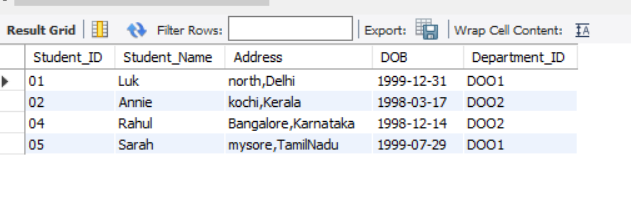 Result Grid Filter Rows: Export: Wrap Cell Content: IA
Student_ID Student_Name Address DOB Department_ID
01 Luk north,Delhi 1999-12-31 DOO1
02 Annie kochi,Kerala 1998-03-17 DOO2
04 Rahul Bangalore,Karnataka 1998-12-14 DOO2
05 Sarah mysore,TamilNadu 1999-07-29 DOO1